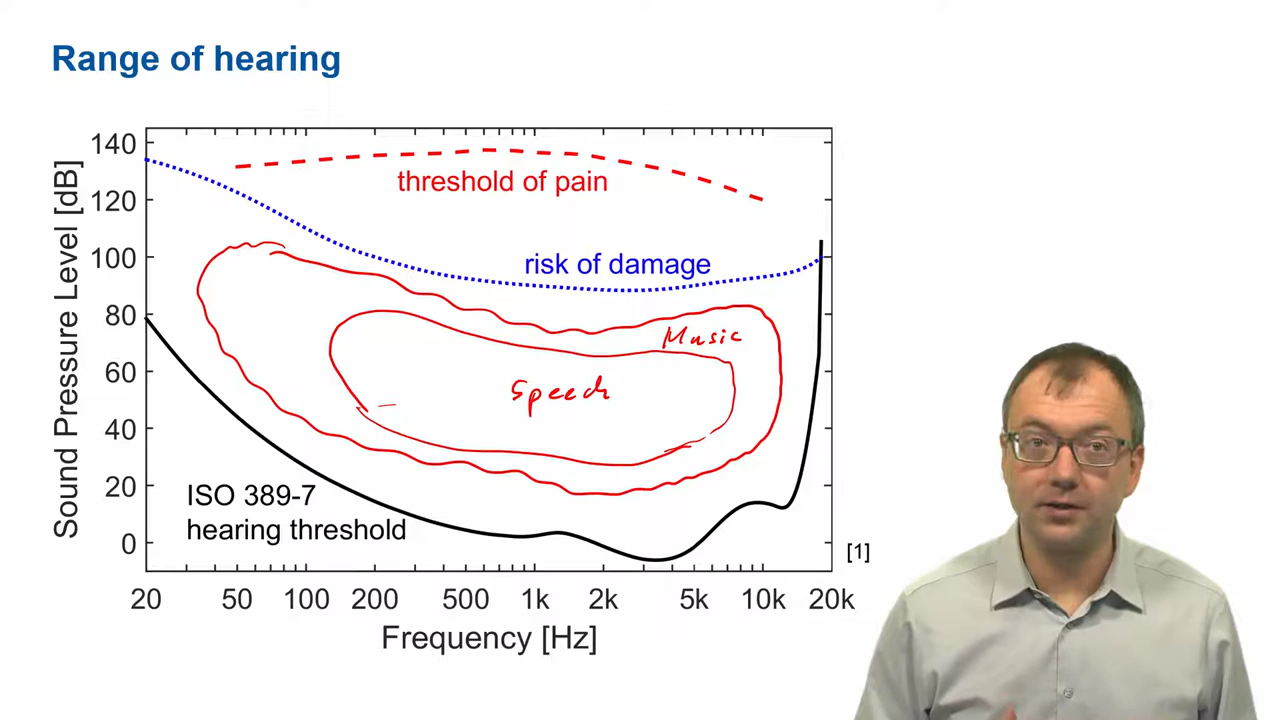 Range of hearing
140
120
100
80
60
40
20
0
Sound Pressure Level [dB]
threshold of pain
risk of damage
Music
Speech
ISO 389-7
hearing threshold
[1]
20 50 100 200 500 1k 2k 5k 10k 20k
Frequency [Hz]